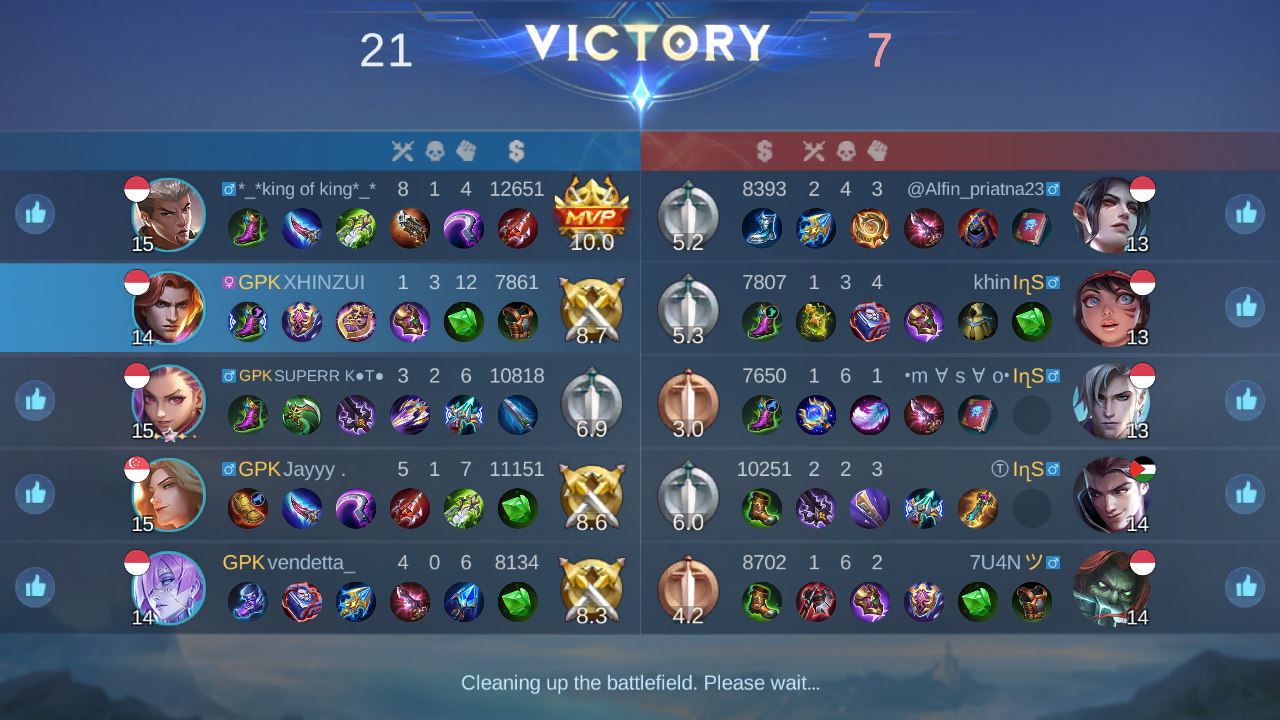 21 VICTORY 7
*_*king of king*_* 8 1 4 12651
15 MVP 10.0
8393 2 4 3 @Alfin_priatna23
5.2 13
GPK XHINZUI 1 3 12 7861
14 8.7
7807 1 3 4 khin IηS
5.3 13
GPK SUPERR K●T● 3 2 6 10818
15 6.9
7650 1 6 1 •m ∀ s ∀ o• IηS
3.0 13
GPK Jayyy . 5 1 7 11151
15 8.6
10251 2 2 3 Ⓣ IηS
6.0 14
GPK vendetta_ 4 0 6 8134
14 8.3
8702 1 6 2 7U4N ツ
4.2 14
Cleaning up the battlefield. Please wait...